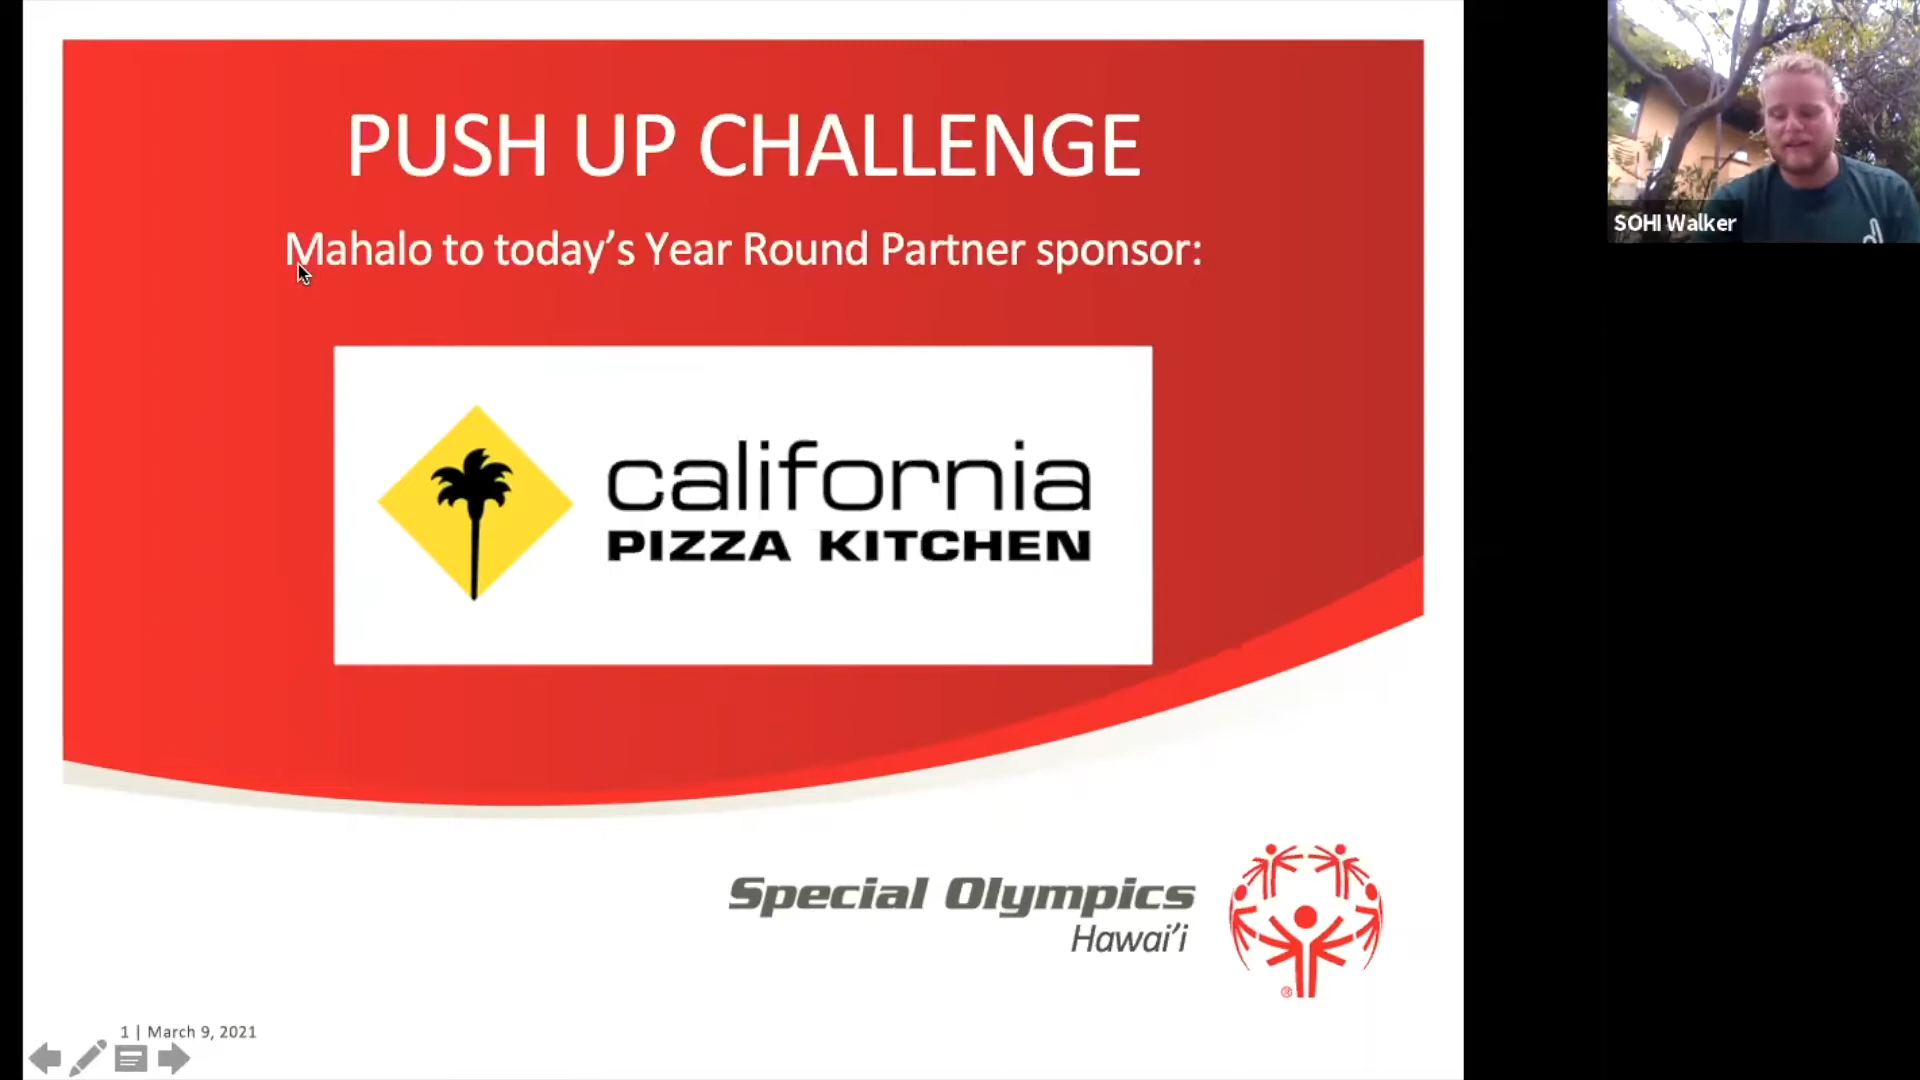 PUSH UP CHALLENGE
Mahalo to today’s Year Round Partner sponsor:
california
PIZZA KITCHEN
Special Olympics
Hawai’i
®
1 | March 9, 2021
SOHI Walker